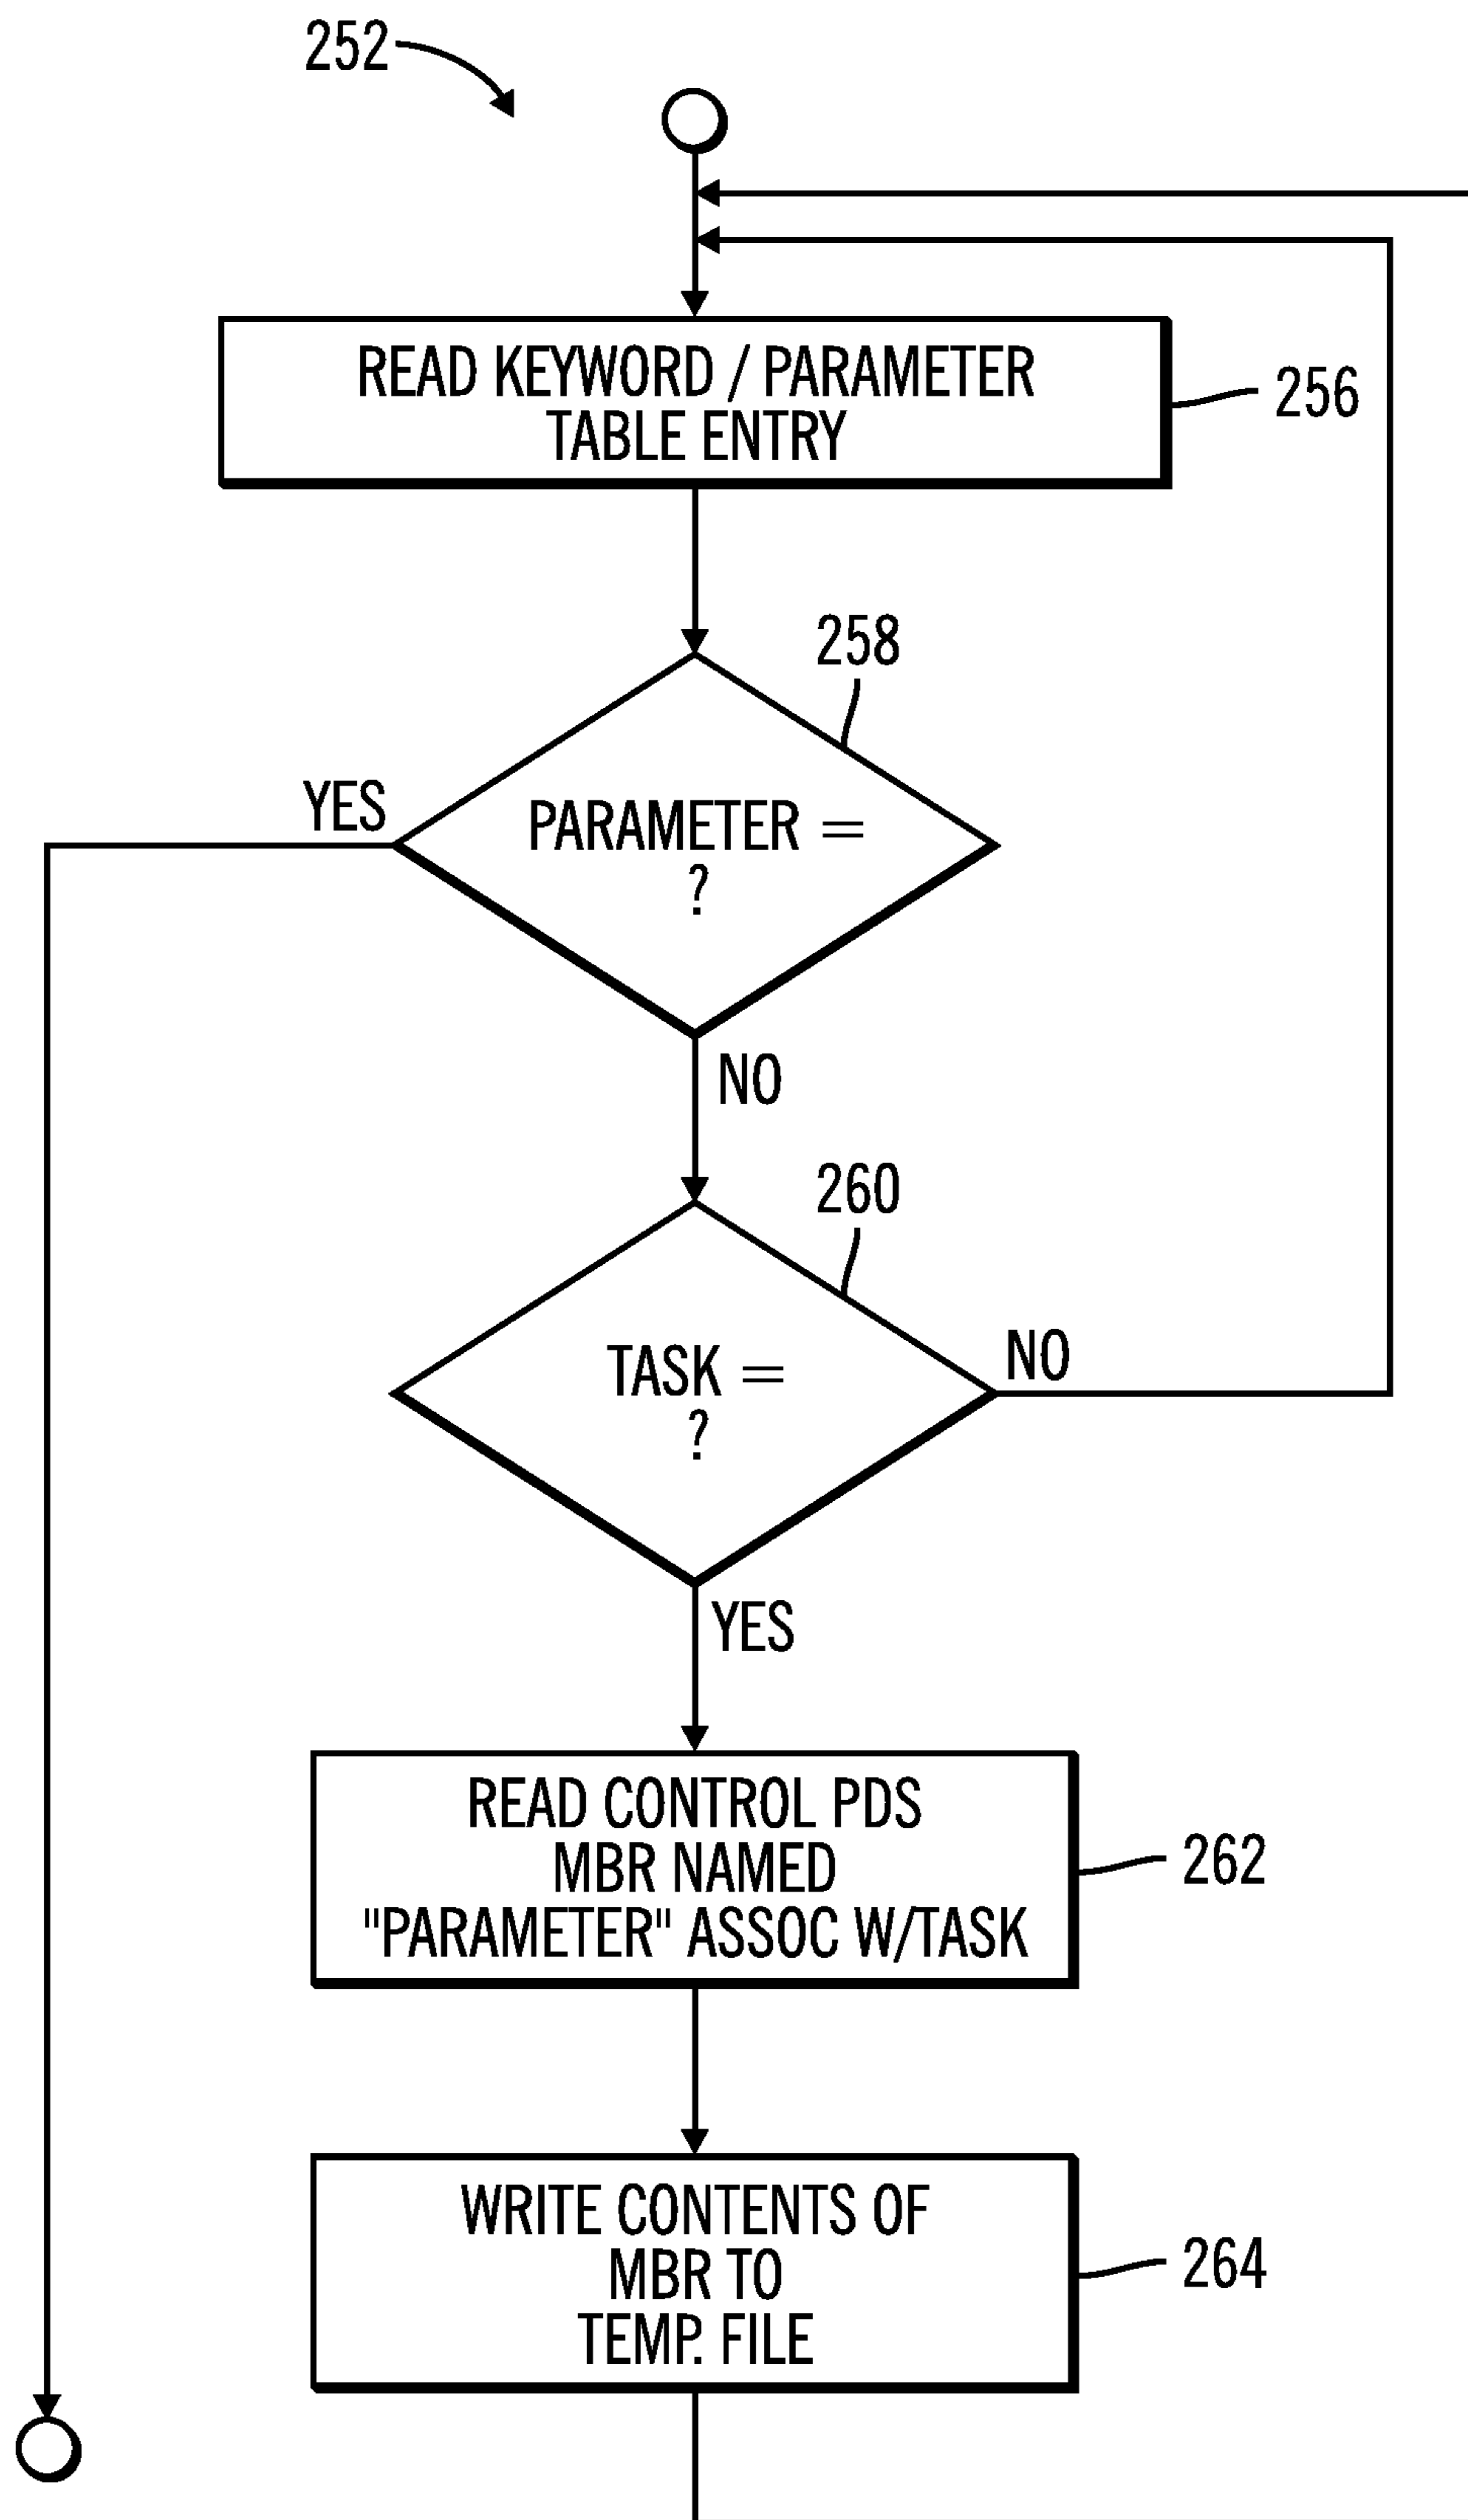 252
READ KEYWORD / PARAMETER
TABLE ENTRY
256
258
YES
PARAMETER =
?
NO
260
TASK =
?
NO
YES
READ CONTROL PDS
MBR NAMED
"PARAMETER" ASSOC W/TASK
262
WRITE CONTENTS OF
MBR TO
TEMP. FILE
264